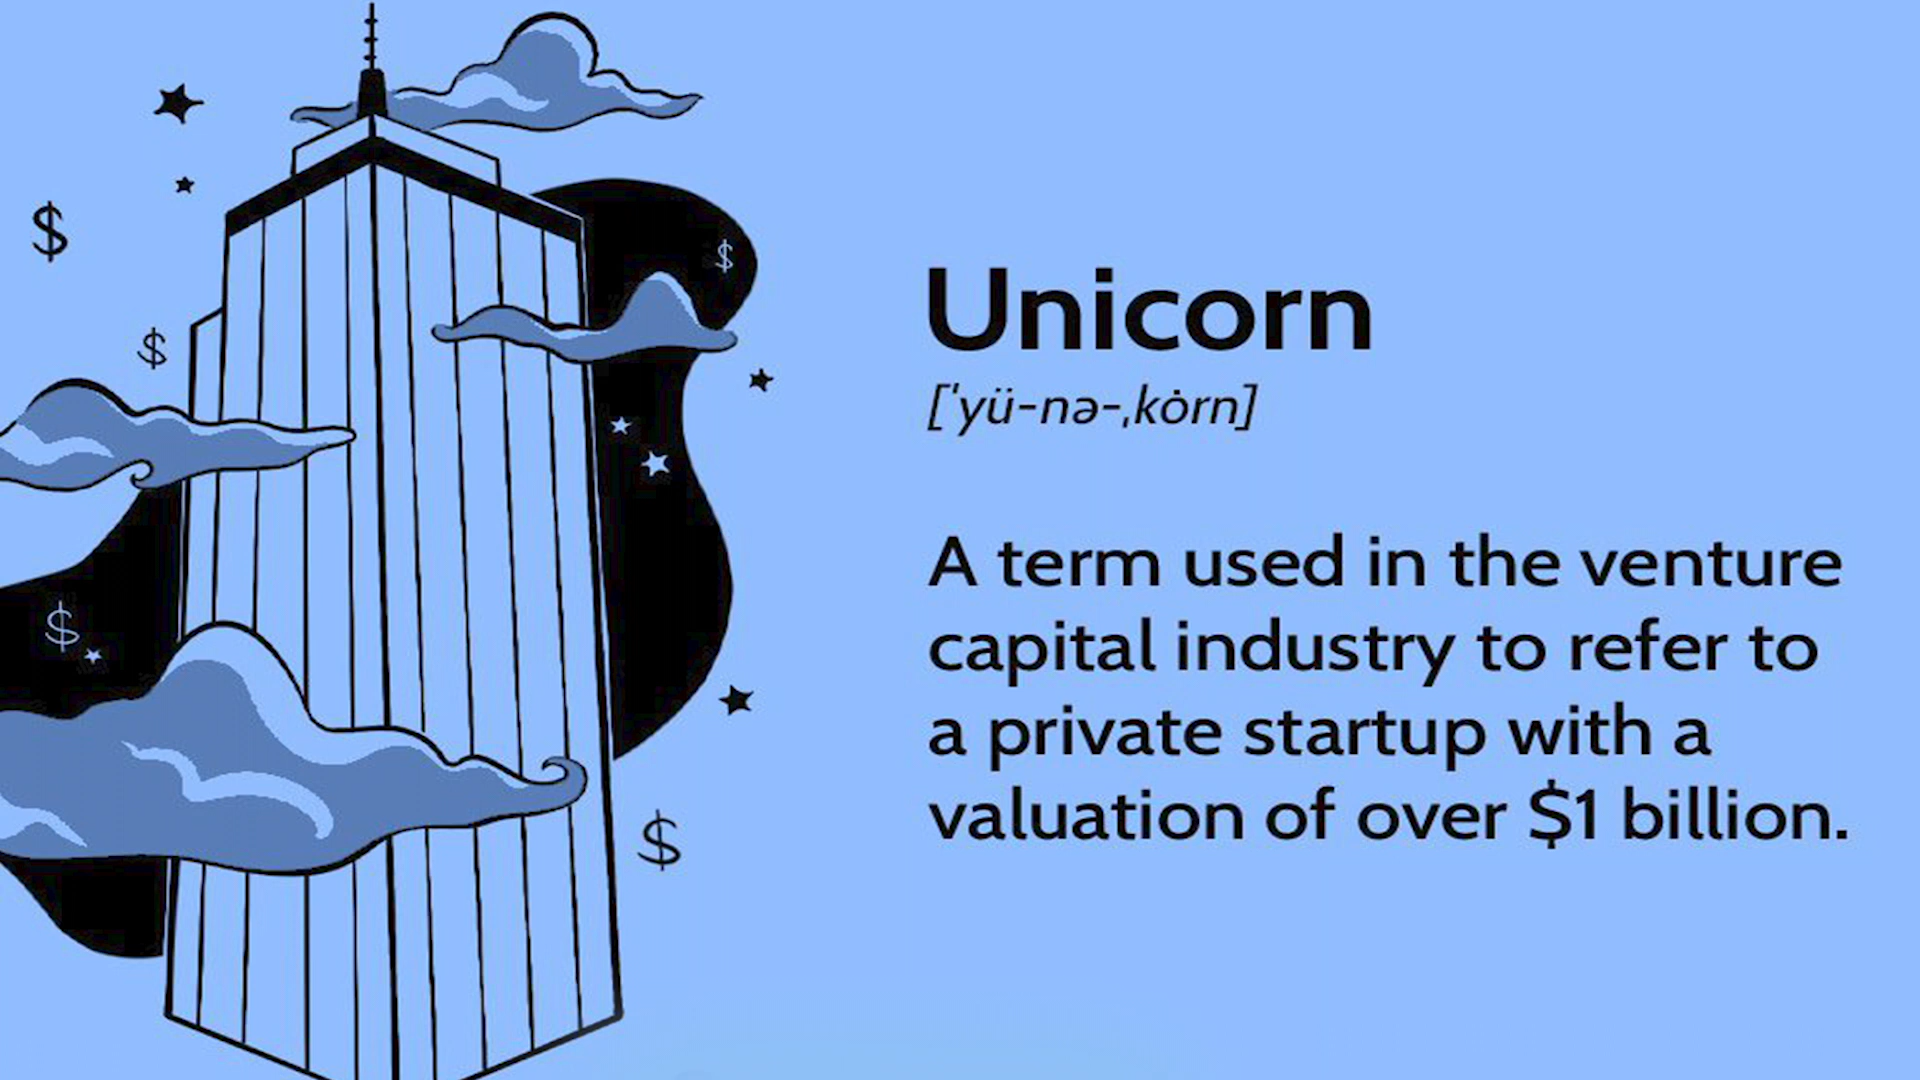 $
$
$
$
$
Unicorn
['yü-nə-ˌkȯrn]
A term used in the venture
capital industry to refer to
a private startup with a
valuation of over $1 billion.